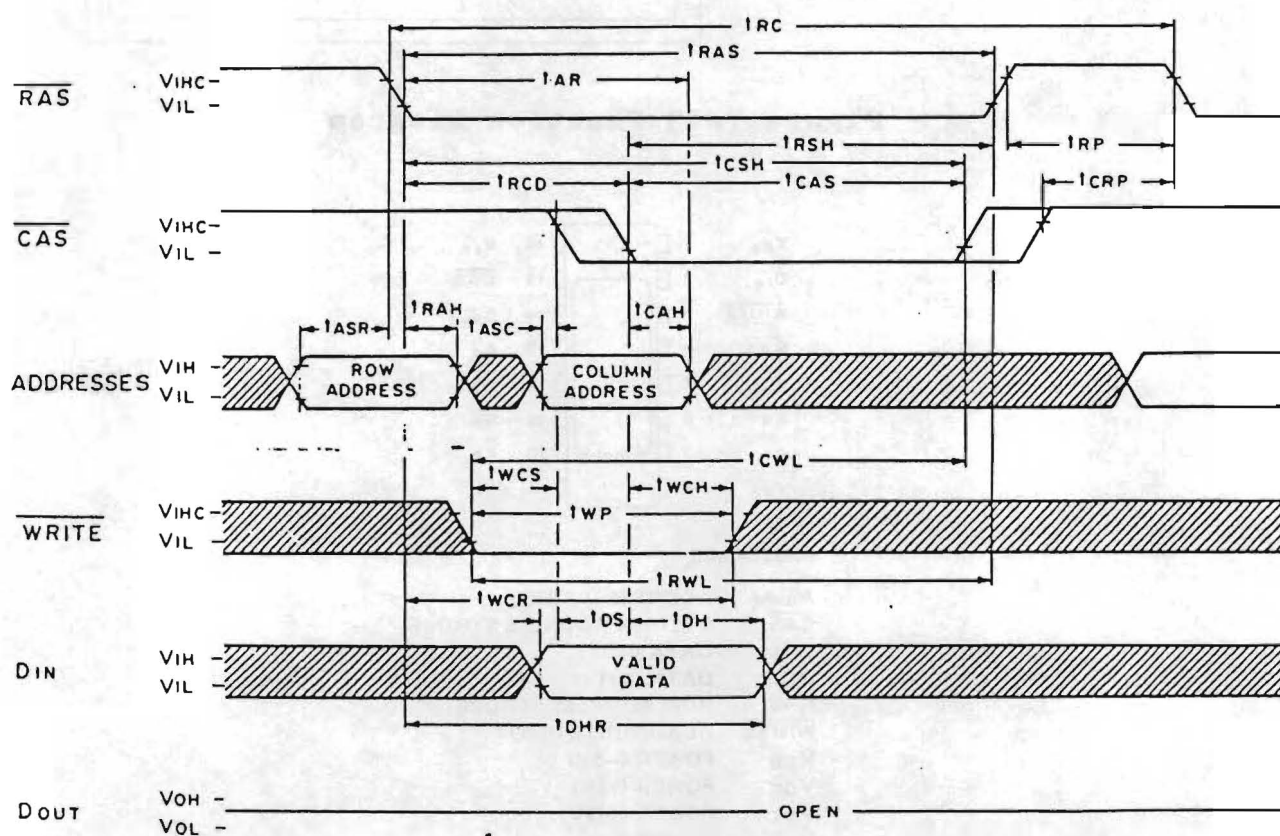 tRC
tRAS
tAR
RAS
VIHC-
VIL -
tRSH
tRP
tCSH
tRCD
tCAS
tCRP
CAS
VIHC-
VIL -
tRAH
tCAH
tASR
tASC
ADDRESSES
VIH -
VIL -
ROW
ADDRESS
COLUMN
ADDRESS
tCWL
tWCS
tWCH
tWP
WRITE
VIHC-
VIL -
tRWL
tWCR
tDS
tDH
DIN
VIH -
VIL -
VALID
DATA
tDHR
DOUT
VOH -
VOL -
OPEN